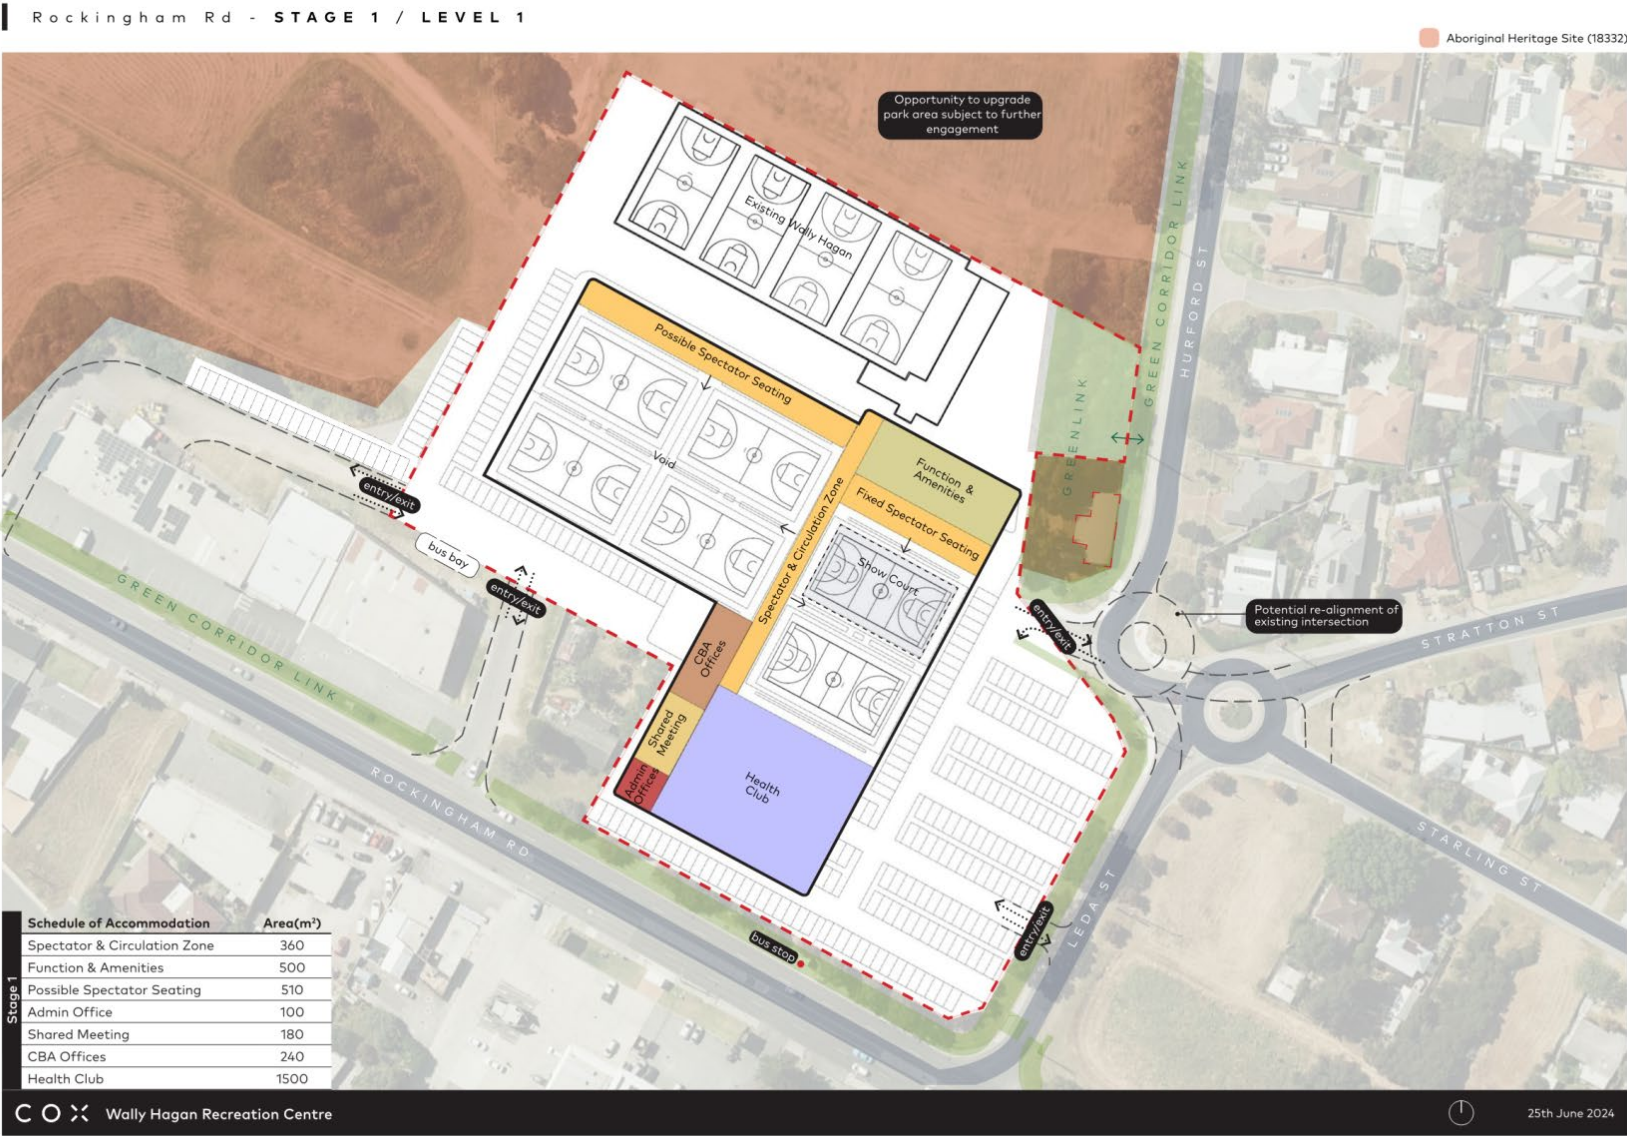 Rockingham Rd - STAGE 1 / LEVEL 1
Aboriginal Heritage Site (18332)
Opportunity to upgrade
park area subject to further
engagement
Existing Wally Hagan
GREEN CORRIDOR LINK
HURFORD ST
Possible Spectator Seating
GREENLINK
Void
Function &
Amenities
Fixed Spectator Seating
Spectator & Circulation Zone
Show Court
entry/exit
bus bay
entry/exit
entry/exit
Potential re-alignment of
existing intersection
STRATTON ST
GREEN CORRIDOR LINK
CBA
Offices
Shared
Meeting
Admin
Offices
Health
Club
ROCKINGHAM RD
STARLING ST
LEDA ST
entry/exit
bus stop
Stage 1
Schedule of Accommodation Area(m²)
Spectator & Circulation Zone 360
Function & Amenities 500
Possible Spectator Seating 510
Admin Office 100
Shared Meeting 180
CBA Offices 240
Health Club 1500
COX Wally Hagan Recreation Centre
25th June 2024